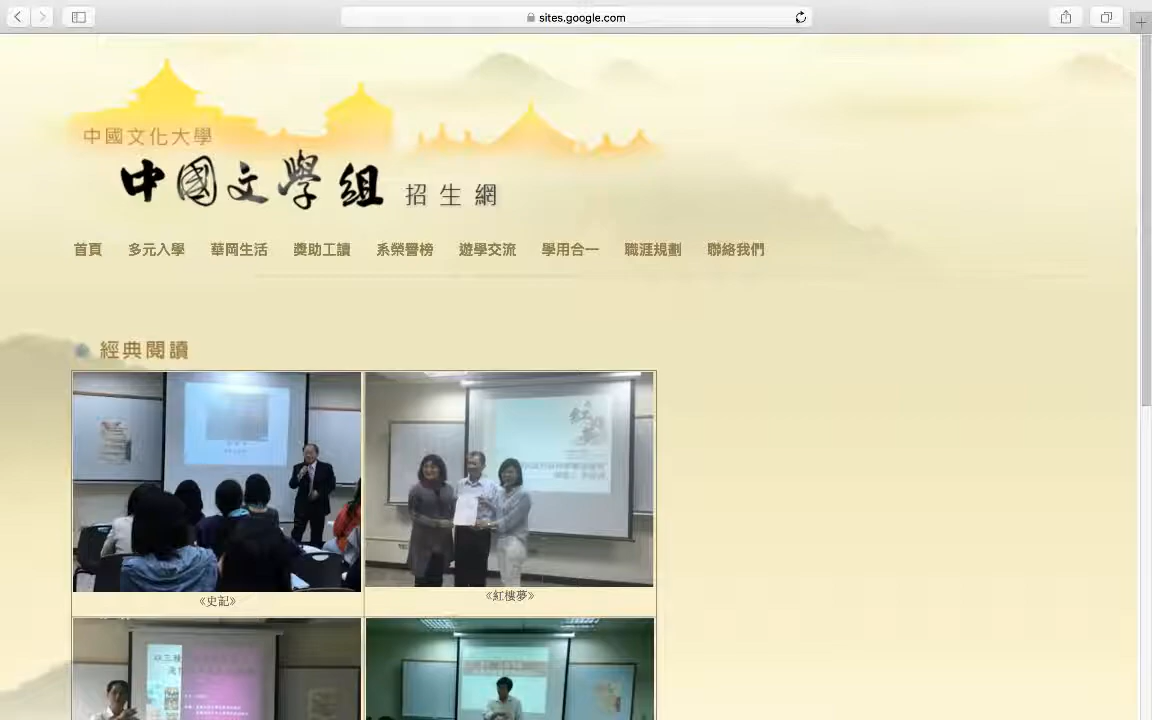 sites.google.com
中國文化大學
中國文學組 招生網
首頁 多元入學 華岡生活 獎助工讀 系榮譽榜 遊學交流 學用合一 職涯規劃 聯絡我們
經典閱讀
《史記》
《紅樓夢》